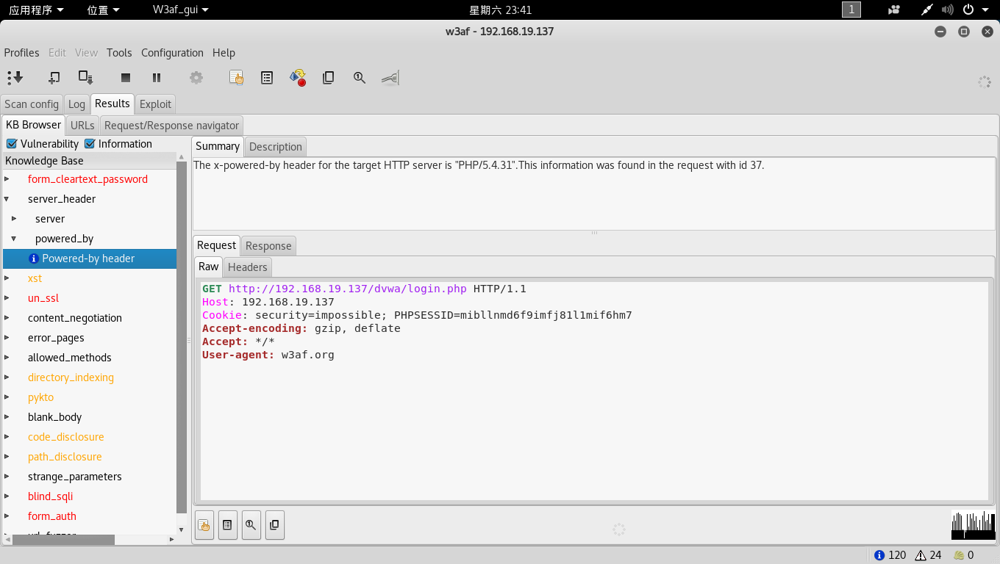 应用程序 位置 W3af_gui 星期六 23:41 1
w3af - 192.168.19.137
Profiles Edit View Tools Configuration Help
Scan config Log Results Exploit
KB Browser URLs Request/Response navigator
Vulnerability Information
Knowledge Base
form_cleartext_password
server_header
server
powered_by
Powered-by header
xst
un_ssl
content_negotiation
error_pages
allowed_methods
directory_indexing
pykto
blank_body
code_disclosure
path_disclosure
strange_parameters
blind_sqli
form_auth
Summary Description
The x-powered-by header for the target HTTP server is "PHP/5.4.31".This information was found in the request with id 37.
Request Response
Raw Headers
GET http://192.168.19.137/dvwa/login.php HTTP/1.1
Host: 192.168.19.137
Cookie: security=impossible; PHPSESSID=mibllnmd6f9imfj81l1mif6hm7
Accept-encoding: gzip, deflate
Accept: */*
User-agent: w3af.org
120 24 0